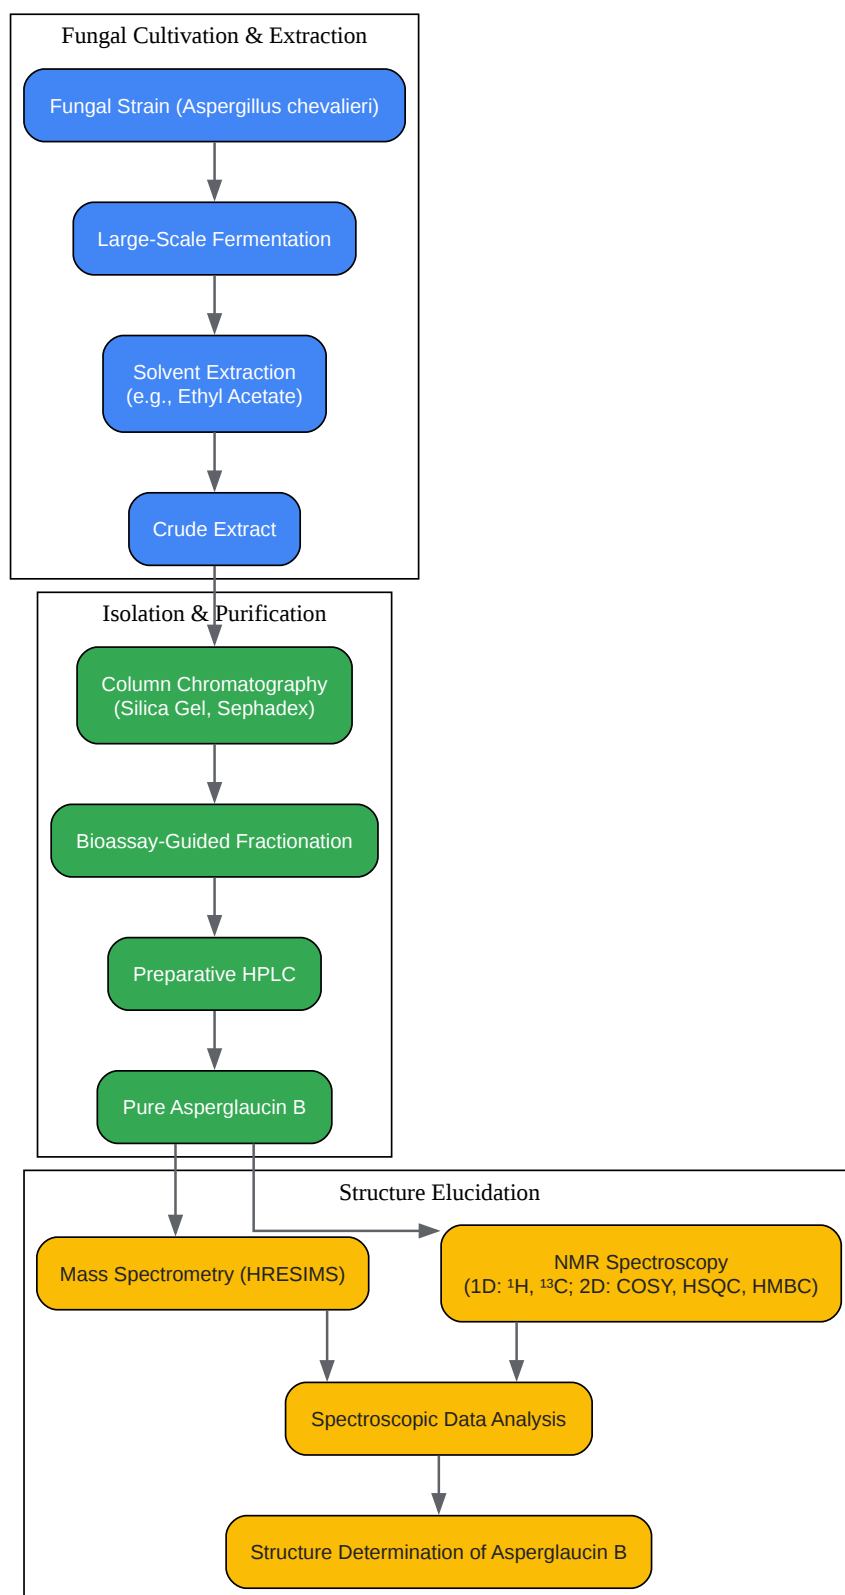 Fungal Cultivation & Extraction
Fungal Strain (Aspergillus chevalieri)
Large-Scale Fermentation
Solvent Extraction
(e.g., Ethyl Acetate)
Crude Extract
Isolation & Purification
Column Chromatography
(Silica Gel, Sephadex)
Bioassay-Guided Fractionation
Preparative HPLC
Pure Asperglaucin B
Structure Elucidation
Mass Spectrometry (HRESIMS)
NMR Spectroscopy
(1D: ¹H, ¹³C; 2D: COSY, HSQC, HMBC)
Spectroscopic Data Analysis
Structure Determination of Asperglaucin B